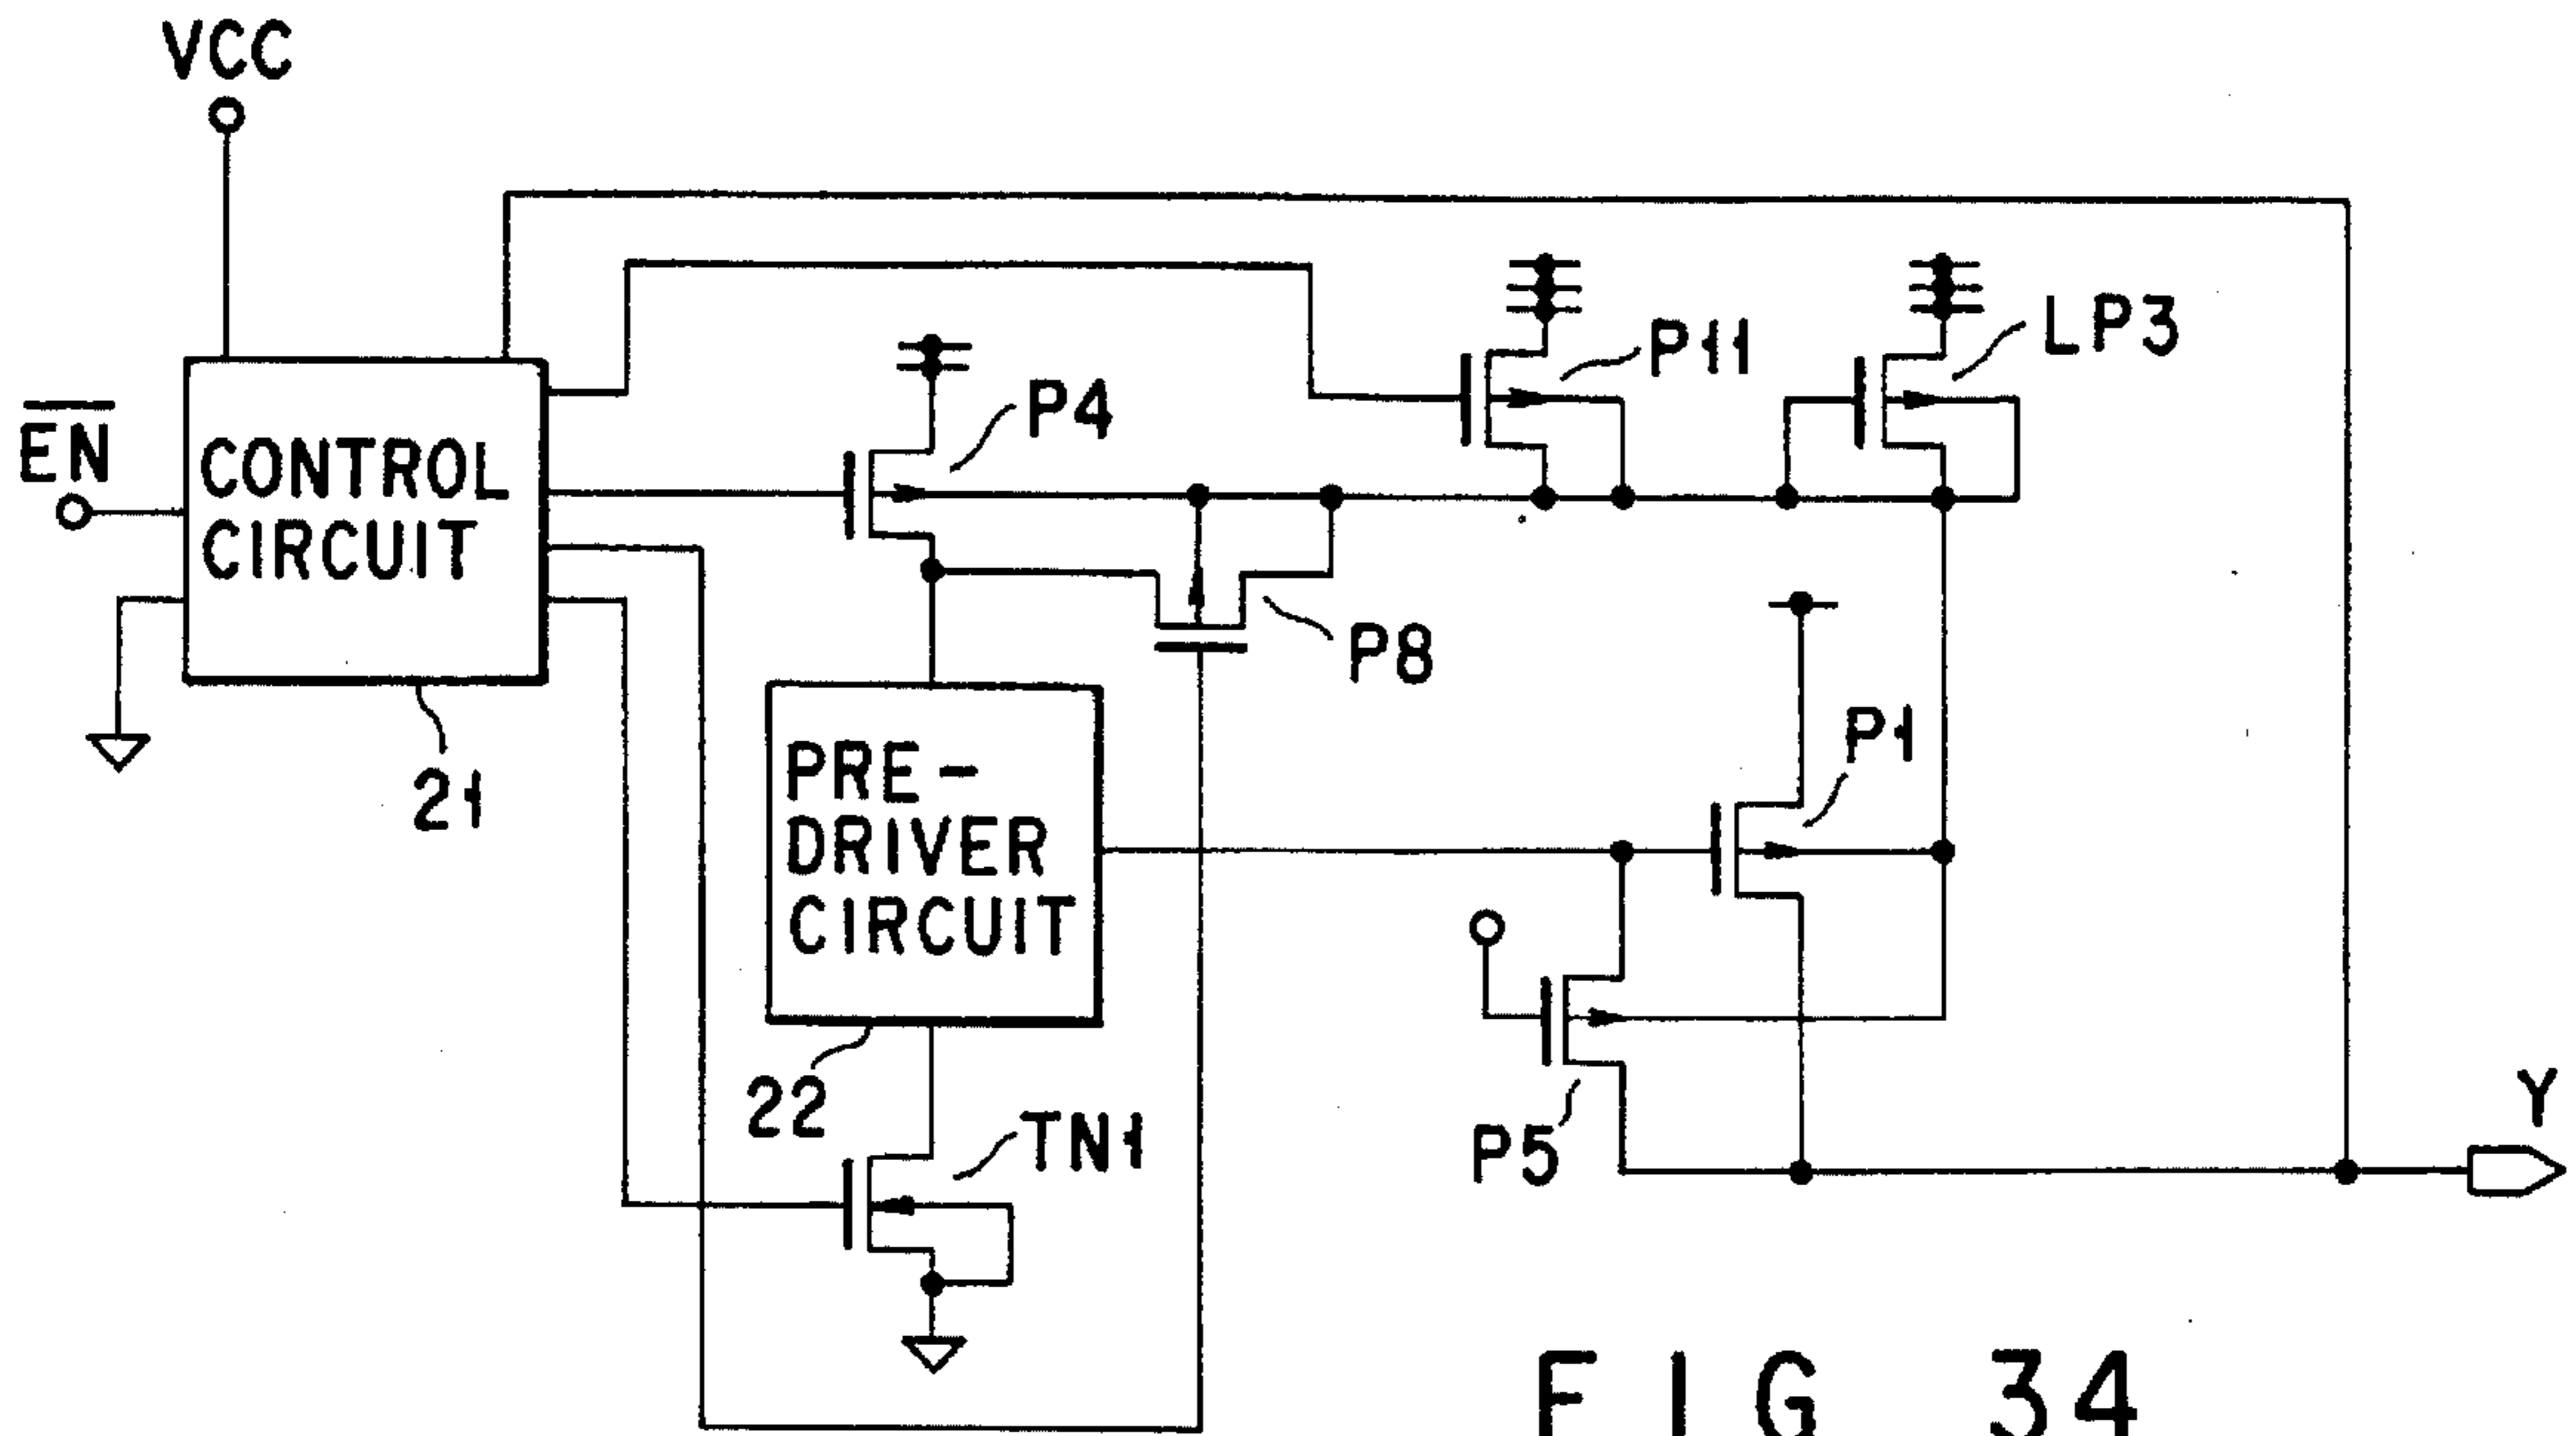 VCC
EN
CONTROL
CIRCUIT
21
P4
P11
LP3
P8
PRE-
DRIVER
CIRCUIT
22
P1
P5
TN1
Y
FIG 34